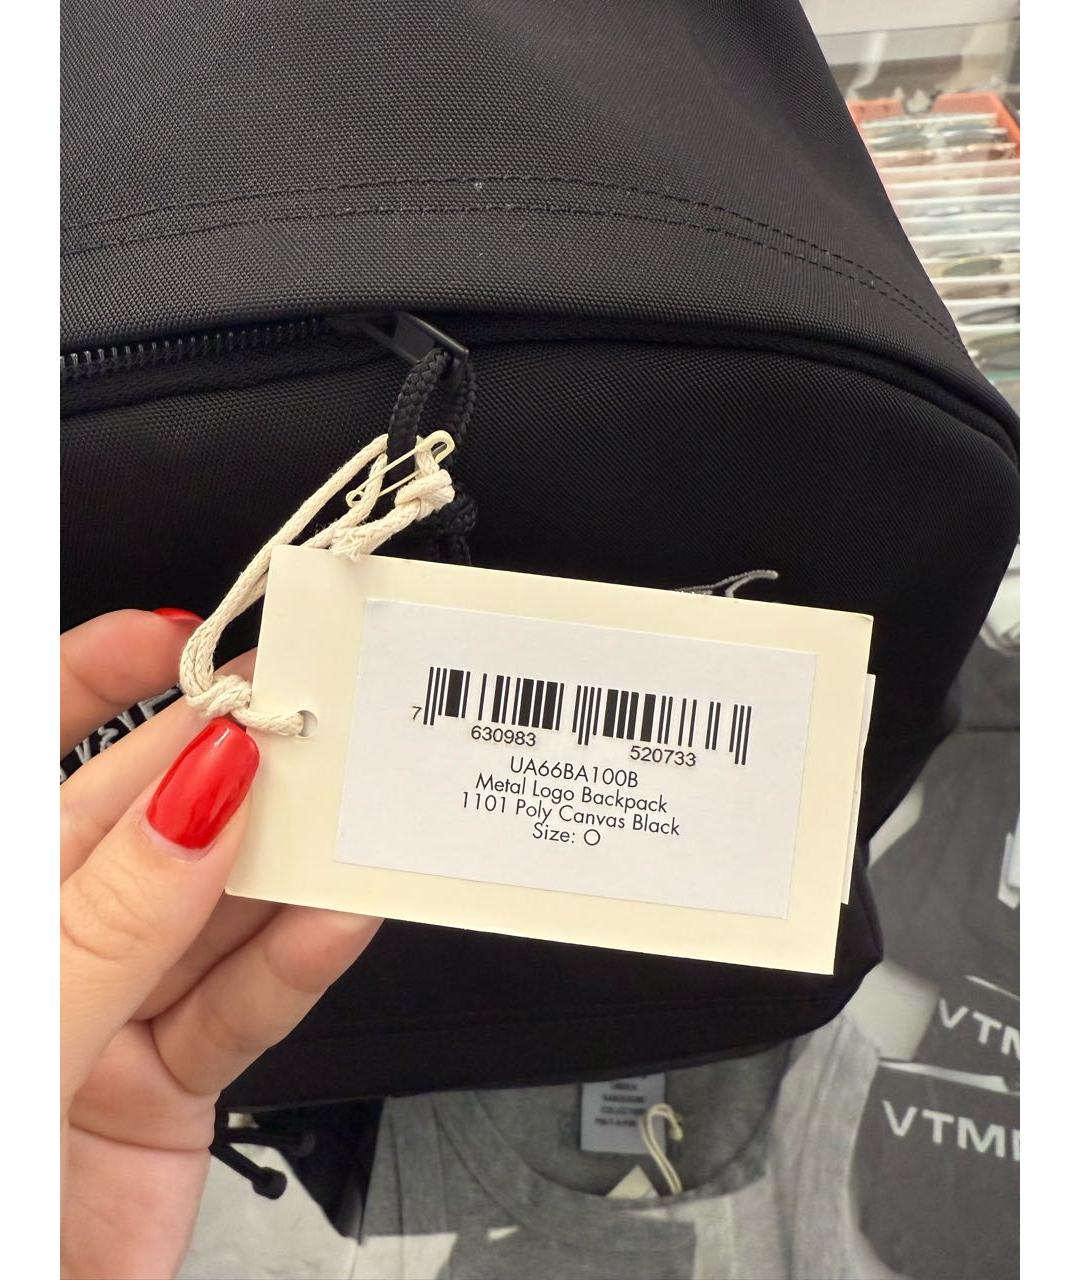 7
630983
520733
UA66BA100B
Metal Logo Backpack
1101 Poly Canvas Black
Size: O
VTM
VTM